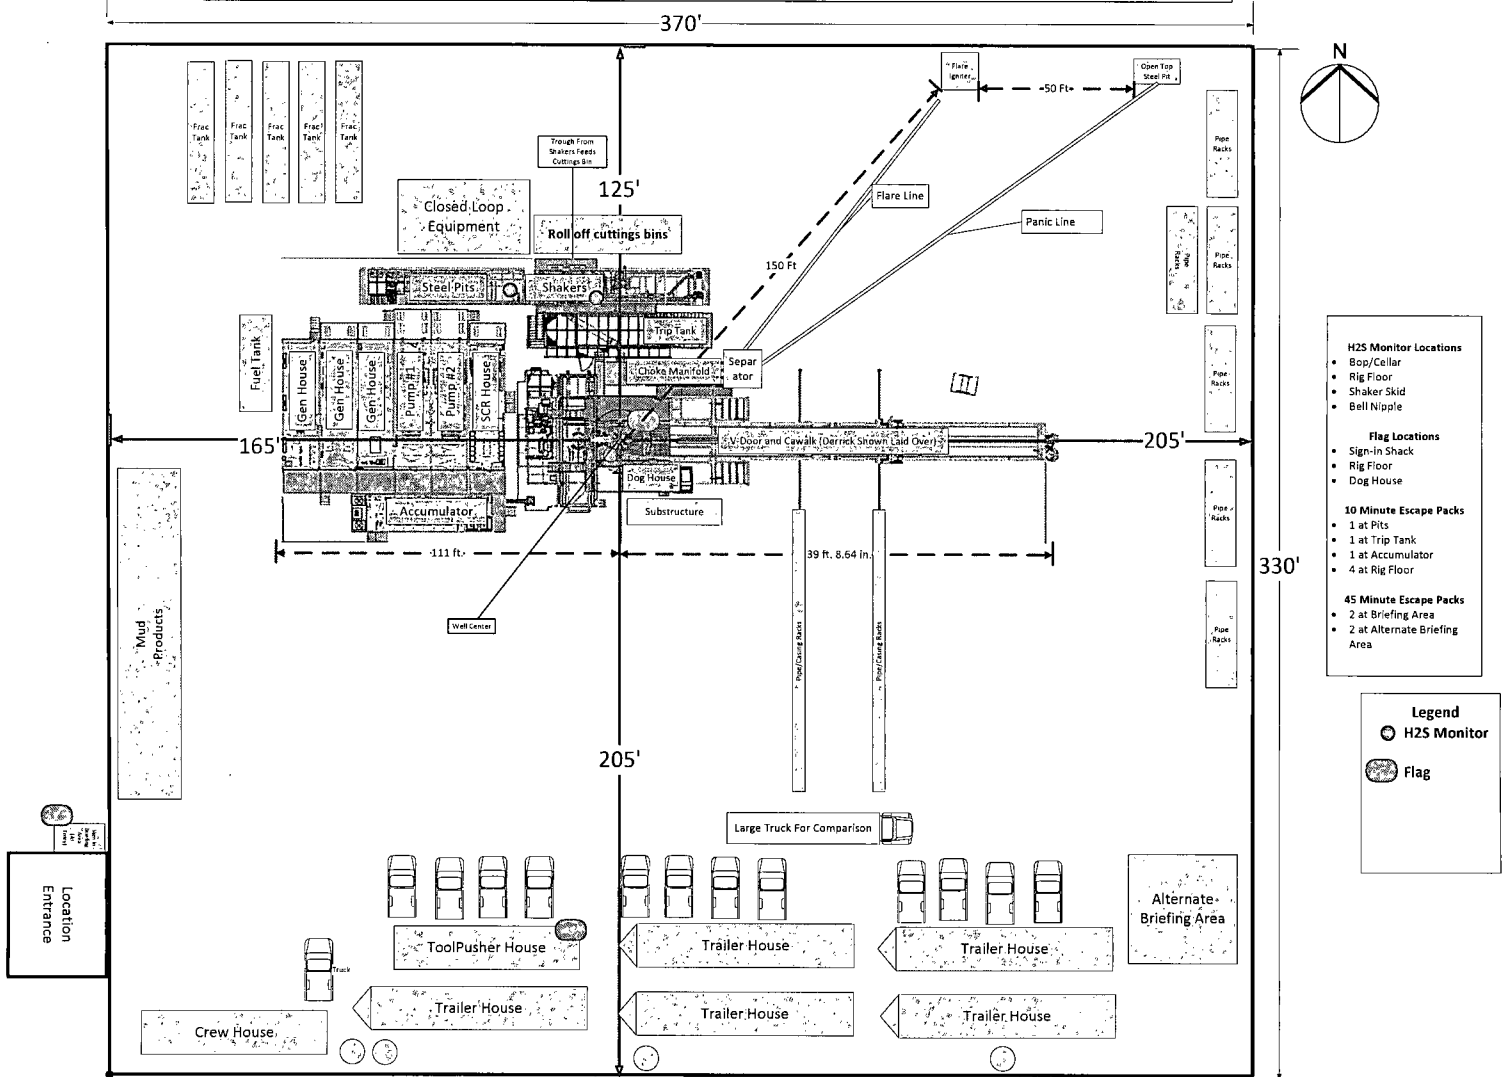 370'
N
Flare
Igniter
50 Ft
Open Top
Steel Pit
Frac
Tank
Frac
Tank
Frac
Tank
Frac
Tank
Frac
Tank
Trough From
Shakers Feeds
Cuttings Bin
125'
Closed Loop
Equipment
Roll off cuttings bins
Flare Line
Panic Line
150 Ft
Pipe
Racks
Pipe
Racks
Pipe
Racks
Pipe
Racks
Pipe
Racks
Pipe
Racks
Steel Pits
Shakers
Trip Tank
Fuel Tank
Gen House
Gen House
Gen House
Pump #1
Pump #2
SCR House
Choke Manifold
Separ
ator
165'
V-Door and Cawalk (Derrick Shown Laid Over)
205'
Dog House
Accumulator
Substructure
111 ft.
39 ft. 8.64 in.
330'
Well Center
Mud
Products
Pipe/Casing Racks
Pipe/Casing Racks
205'
H2S Monitor Locations
• Bop/Cellar
• Rig Floor
• Shaker Skid
• Bell Nipple
Flag Locations
• Sign-in Shack
• Rig Floor
• Dog House
10 Minute Escape Packs
• 1 at Pits
• 1 at Trip Tank
• 1 at Accumulator
• 4 at Rig Floor
45 Minute Escape Packs
• 2 at Briefing Area
• 2 at Alternate Briefing
Area
Legend
H2S Monitor
Flag
Large Truck For Comparison
Location
Entrance
Alternate
Briefing Area
ToolPusher House
Trailer House
Trailer House
Truck
Trailer House
Trailer House
Trailer House
Crew House